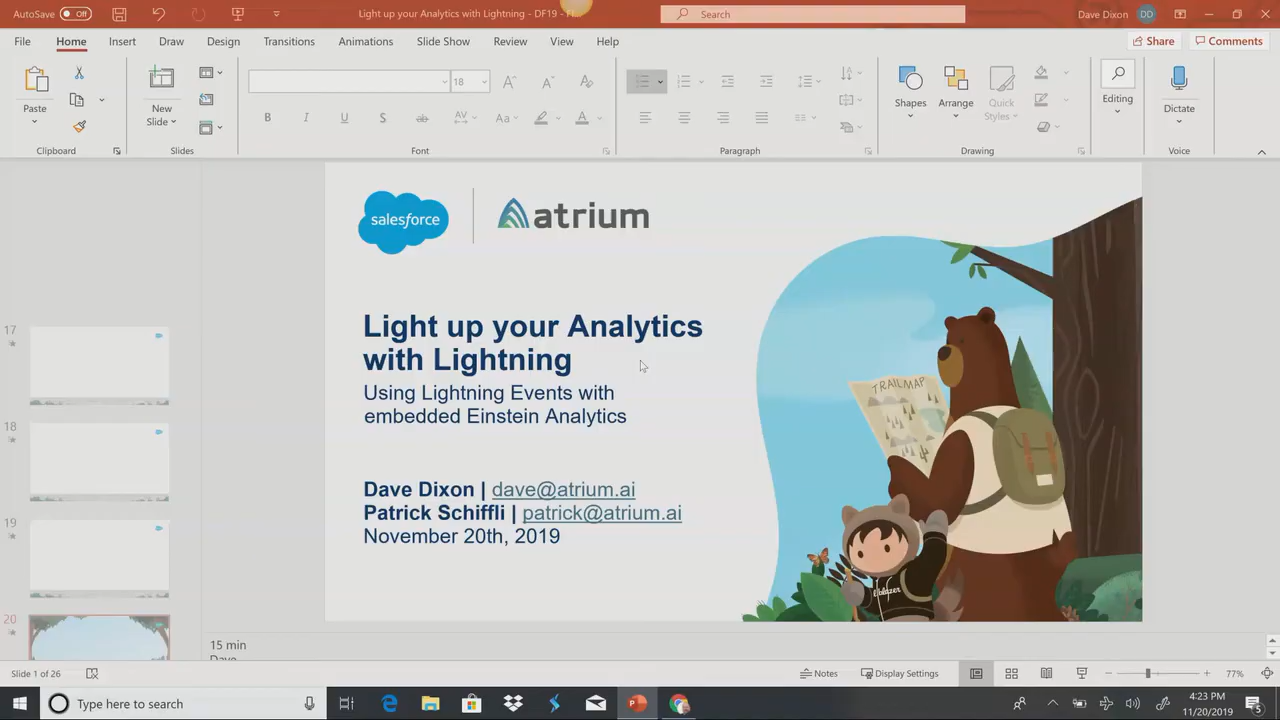 AutoSave Off
Light up your Analytics with Lightning - DF19 -
Search
Dave Dixon DD
File Home Insert Draw Design Transitions Animations Slide Show Review View Help
Share Comments
18
Paste
New
Slide
B I U S ab AV Aa A
Shapes
Arrange
Quick
Styles
Editing
Dictate
Clipboard
Slides
Font
Paragraph
Drawing
Voice
17
18
19
20
salesforce
atrium
Light up your Analytics
with Lightning
Using Lightning Events with
embedded Einstein Analytics
Dave Dixon | dave@atrium.ai
Patrick Schiffli | patrick@atrium.ai
November 20th, 2019
TRAILMAP
15 min
Dave
Slide 1 of 26
Notes
Display Settings
77%
Type here to search
4:23 PM
11/20/2019